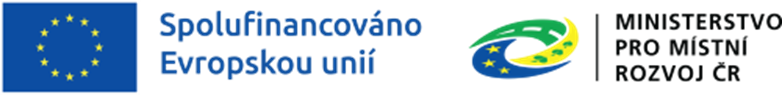 Spolufinancováno
Evropskou unií
MINISTERSTVO
PRO MÍSTNÍ
ROZVOJ ČR